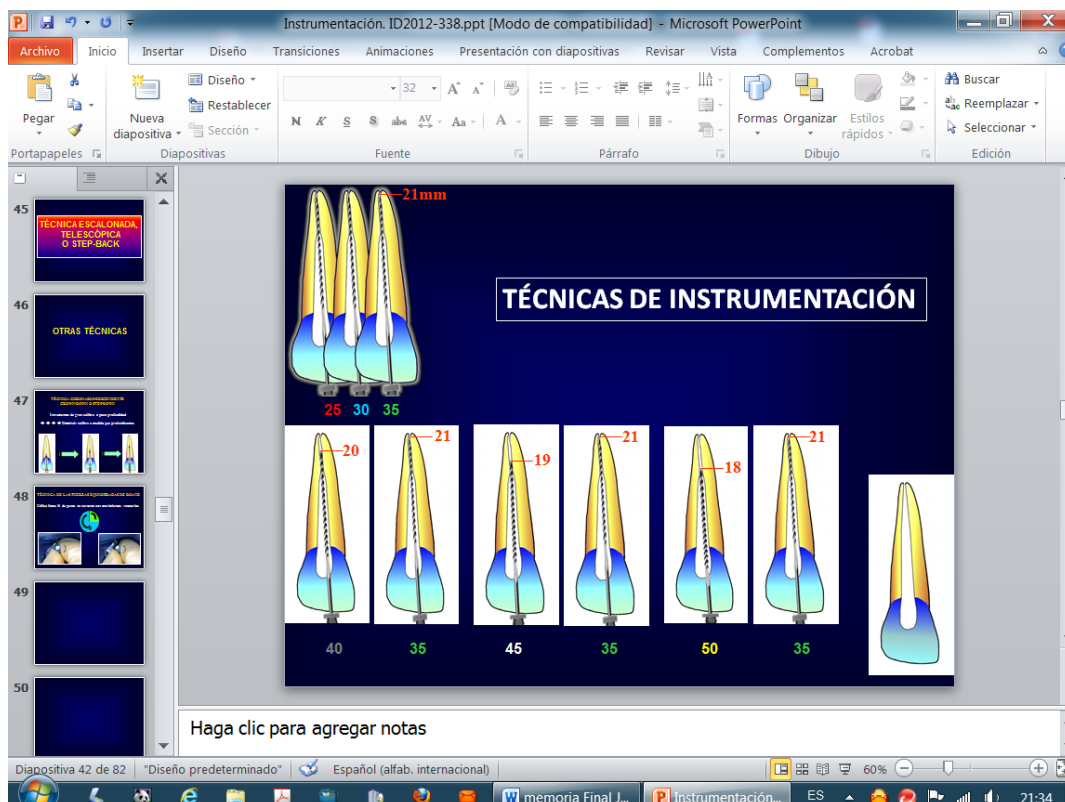 Instrumentación. ID2012-338.ppt [Modo de compatibilidad] - Microsoft PowerPoint
Archivo Inicio Insertar Diseño Transiciones Animaciones Presentación con diapositivas Revisar Vista Complementos Acrobat
Pegar
Nueva diapositiva
Diseño
Restablecer
Sección
32
N K S S abc AV Aa A
Formas Organizar Estilos rápidos
Buscar
Reemplazar
Seleccionar
Portapapeles Diapositivas Fuente Párrafo Dibujo Edición
45
TÉCNICA ESCALONADA,
TELESCÓPICA
O STEP-BACK
46
OTRAS TÉCNICAS
47
48
49
50
21mm
TÉCNICAS DE INSTRUMENTACIÓN
25 30 35
20 21 19 21 18 21
40 35 45 35 50 35
Haga clic para agregar notas
Diapositiva 42 de 82 "Diseño predeterminado" Español (alfab. internacional) 60%
memoria Final J... Instrumentación... ES 21:34